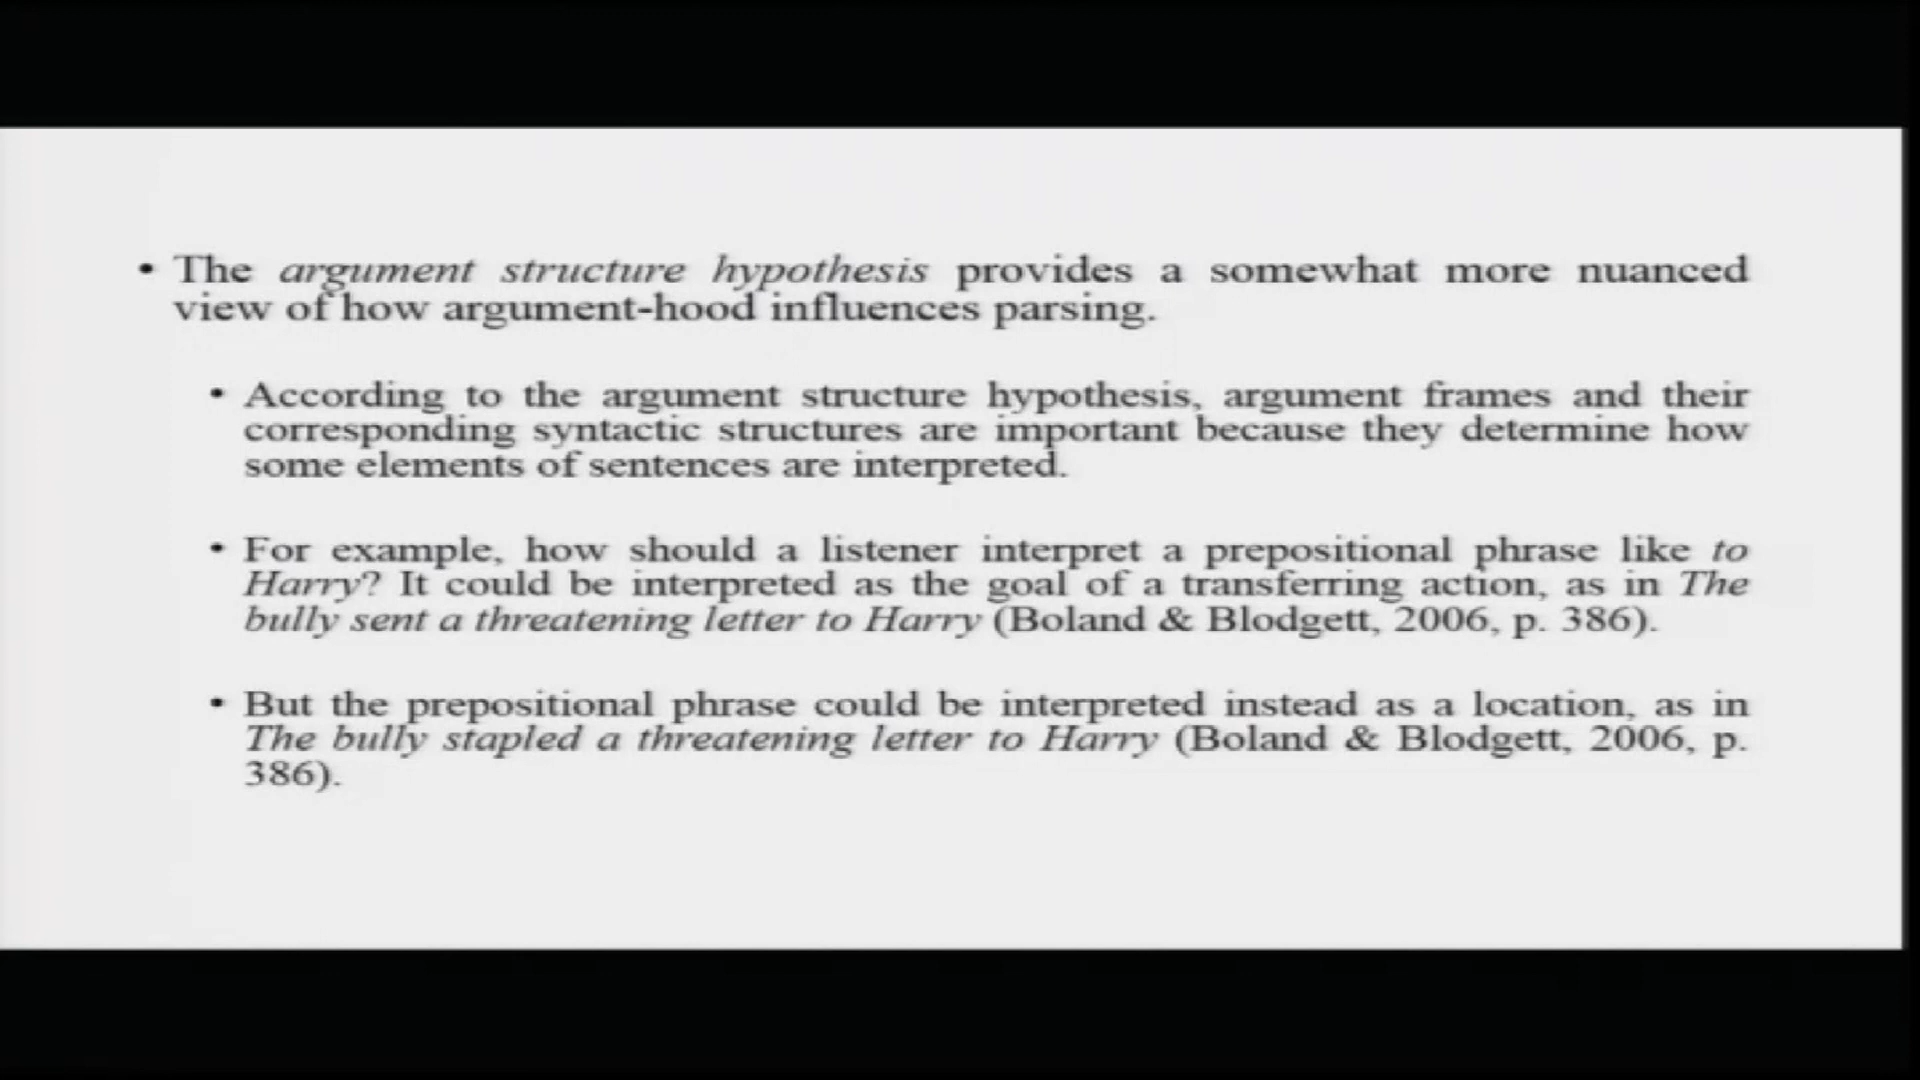 • The argument structure hypothesis provides a somewhat more nuanced
view of how argument-hood influences parsing.
• According to the argument structure hypothesis, argument frames and their
corresponding syntactic structures are important because they determine how
some elements of sentences are interpreted.
• For example, how should a listener interpret a prepositional phrase like to
Harry? It could be interpreted as the goal of a transferring action, as in The
bully sent a threatening letter to Harry (Boland & Blodgett, 2006, p. 386).
• But the prepositional phrase could be interpreted instead as a location, as in
The bully stapled a threatening letter to Harry (Boland & Blodgett, 2006, p.
386).